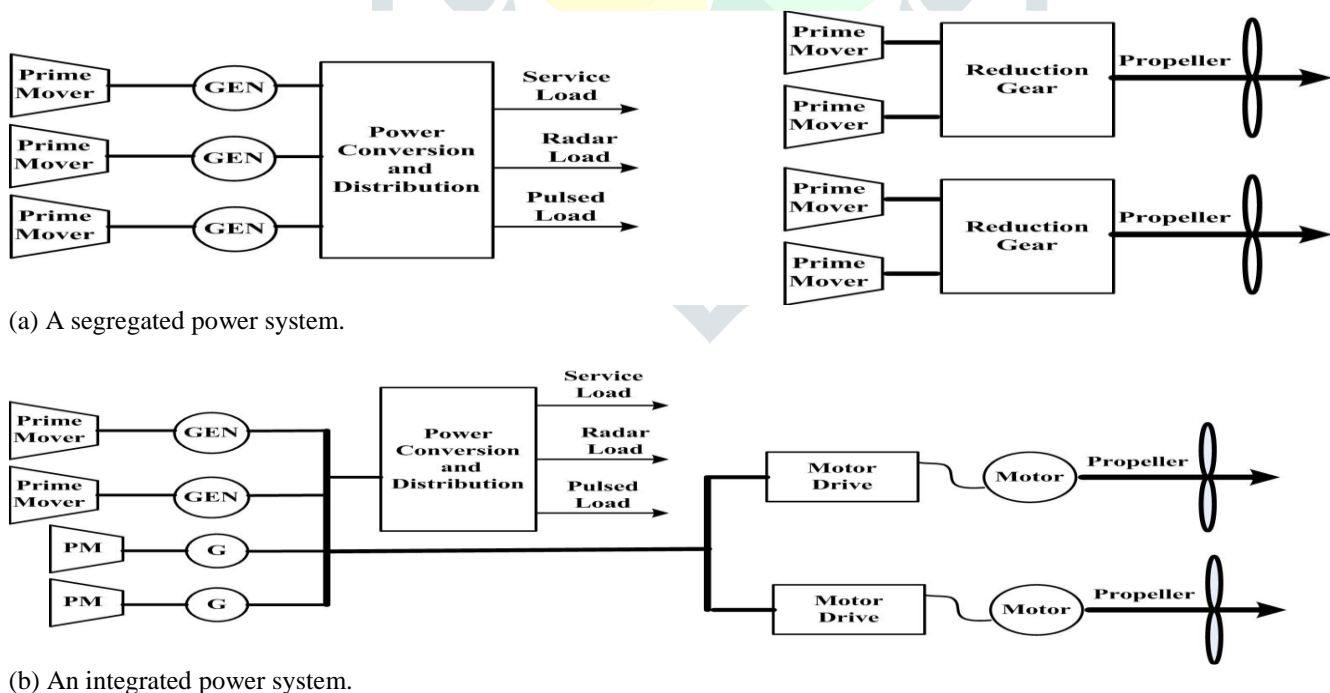 Prime
Mover
GEN
Prime
Mover
GEN
Prime
Mover
GEN
Power
Conversion
and
Distribution
Service
Load
Radar
Load
Pulsed
Load
Prime
Mover
Prime
Mover
Reduction
Gear
Propeller
Prime
Mover
Prime
Mover
Reduction
Gear
Propeller
(a) A segregated power system.
Prime
Mover
GEN
Prime
Mover
GEN
PM
G
PM
G
Power
Conversion
and
Distribution
Service
Load
Radar
Load
Pulsed
Load
Motor
Drive
Motor
Propeller
Motor
Drive
Motor
Propeller
(b) An integrated power system.